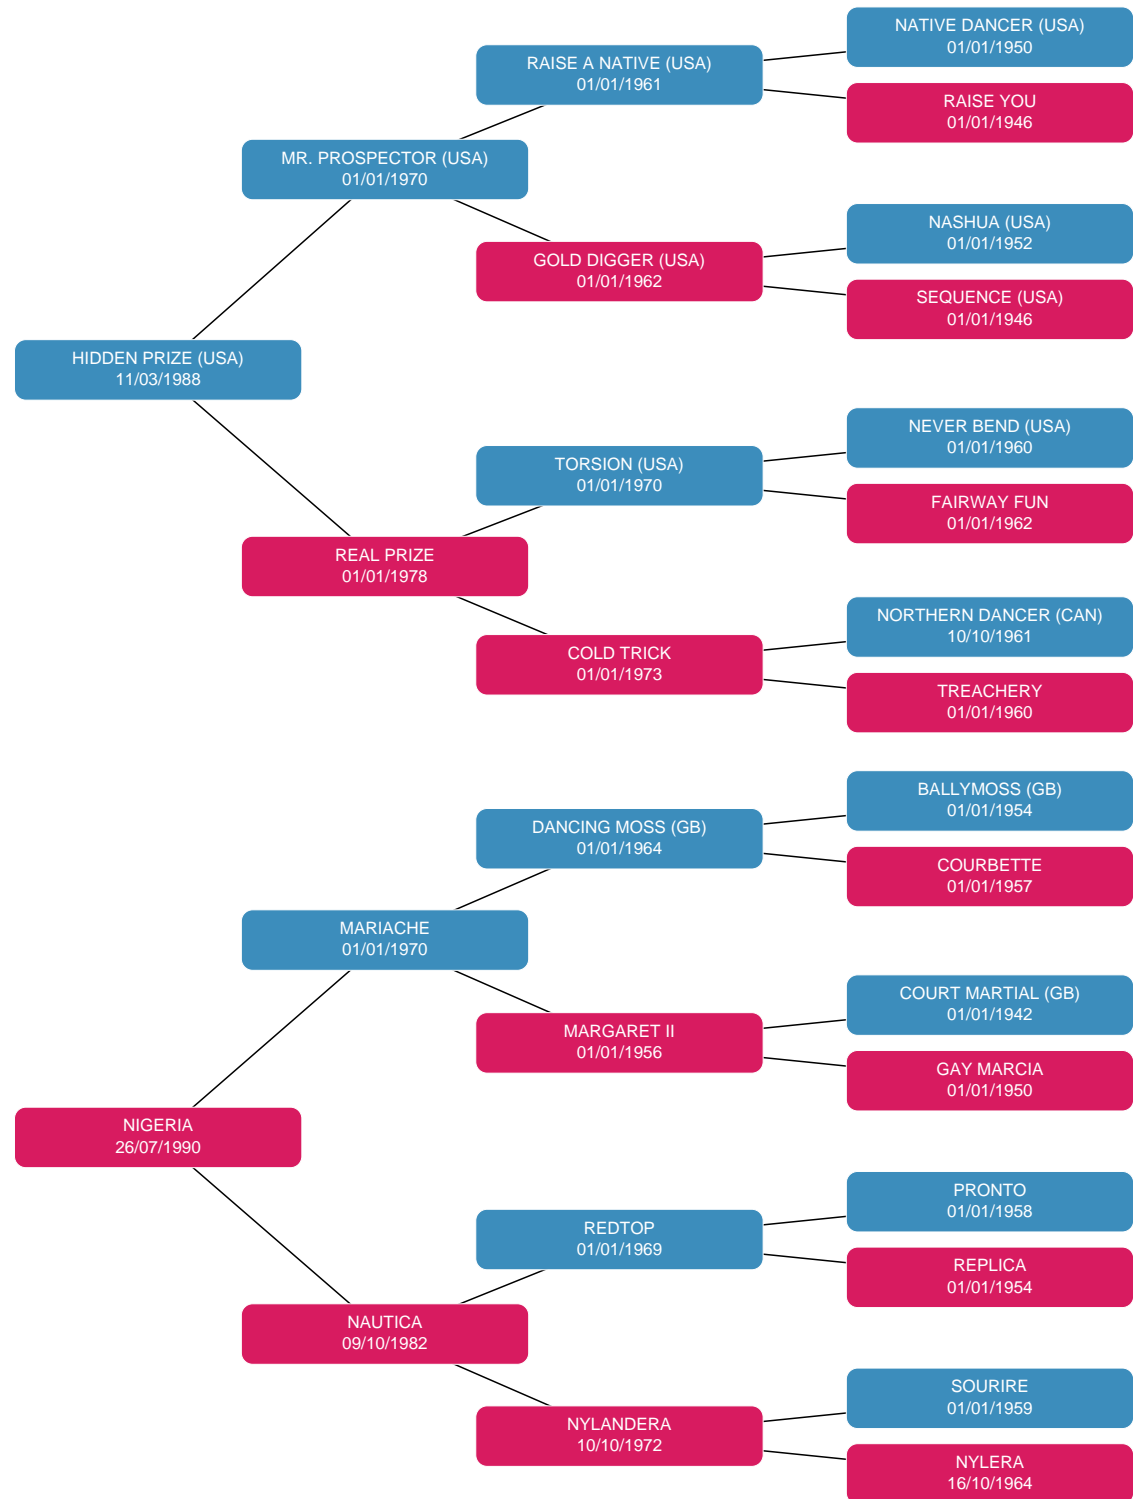 NATIVE DANCER (USA)
01/01/1950
RAISE A NATIVE (USA)
01/01/1961
RAISE YOU
01/01/1946
MR. PROSPECTOR (USA)
01/01/1970
NASHUA (USA)
01/01/1952
GOLD DIGGER (USA)
01/01/1962
SEQUENCE (USA)
01/01/1946
HIDDEN PRIZE (USA)
11/03/1988
NEVER BEND (USA)
01/01/1960
TORSION (USA)
01/01/1970
FAIRWAY FUN
01/01/1962
REAL PRIZE
01/01/1978
NORTHERN DANCER (CAN)
10/10/1961
COLD TRICK
01/01/1973
TREACHERY
01/01/1960
BALLYMOSS (GB)
01/01/1954
DANCING MOSS (GB)
01/01/1964
COURBETTE
01/01/1957
MARIACHE
01/01/1970
COURT MARTIAL (GB)
01/01/1942
MARGARET II
01/01/1956
GAY MARCIA
01/01/1950
NIGERIA
26/07/1990
PRONTO
01/01/1958
REDTOP
01/01/1969
REPLICA
01/01/1954
NAUTICA
09/10/1982
SOURIRE
01/01/1959
NYLANDERA
10/10/1972
NYLERA
16/10/1964